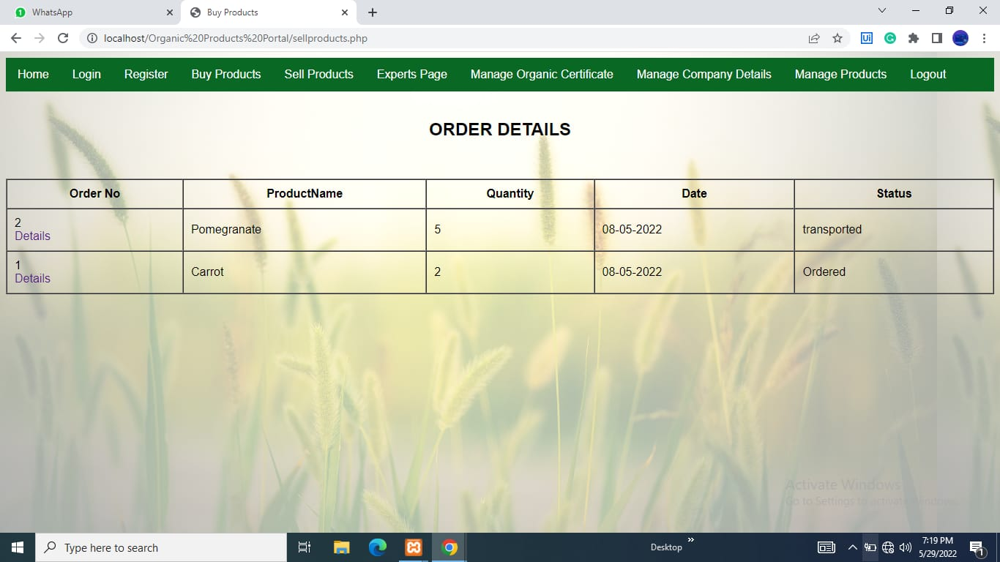 1 WhatsApp
Buy Products
localhost/Organic%20Products%20Portal/sellproducts.php
Ui
Home Login Register Buy Products Sell Products Experts Page Manage Organic Certificate Manage Company Details Manage Products Logout
ORDER DETAILS
Order No ProductName Quantity Date Status
2
Details
Pomegranate 5 08-05-2022 transported
1
Details
Carrot 2 08-05-2022 Ordered
Activate Windows
Go to Settings to activate Windows.
Type here to search
Desktop
7:19 PM
5/29/2022
1